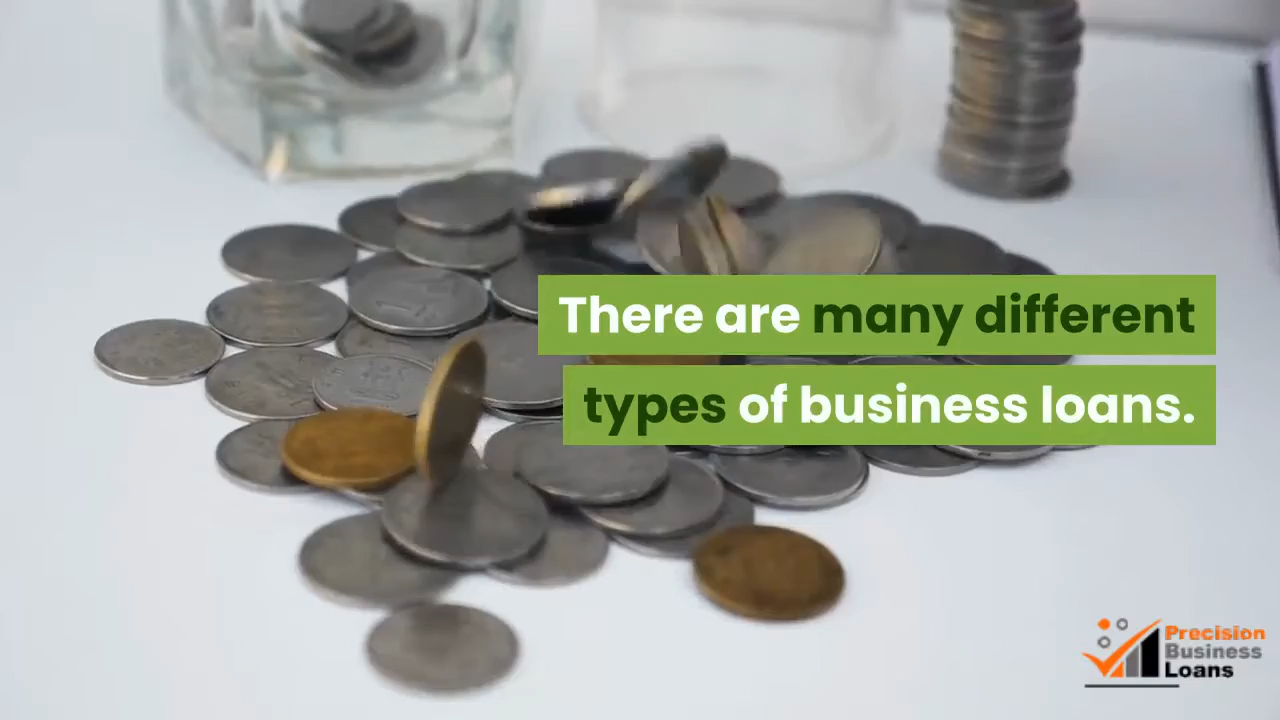 There are many different
types of business loans.
Precision
Business
Loans